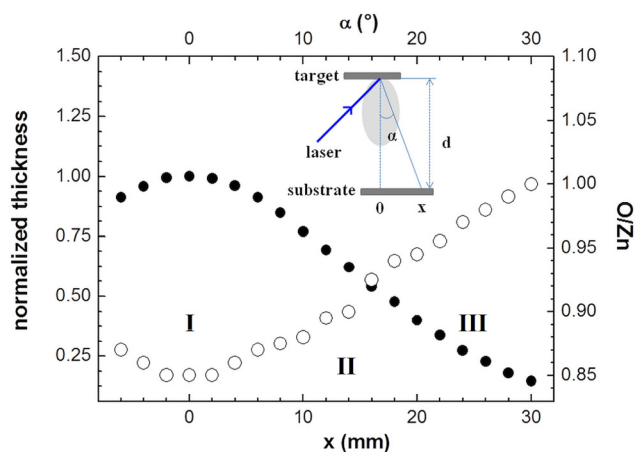 α (°)
0 10 20 30
1.50 1.10
target
1.25 1.05
α d
laser
1.00 substrate 1.00
0 x
normalized thickness
O/Zn
0.75 0.95
0.50 0.90
I III
II
0.25 0.85
0 10 20 30
x (mm)